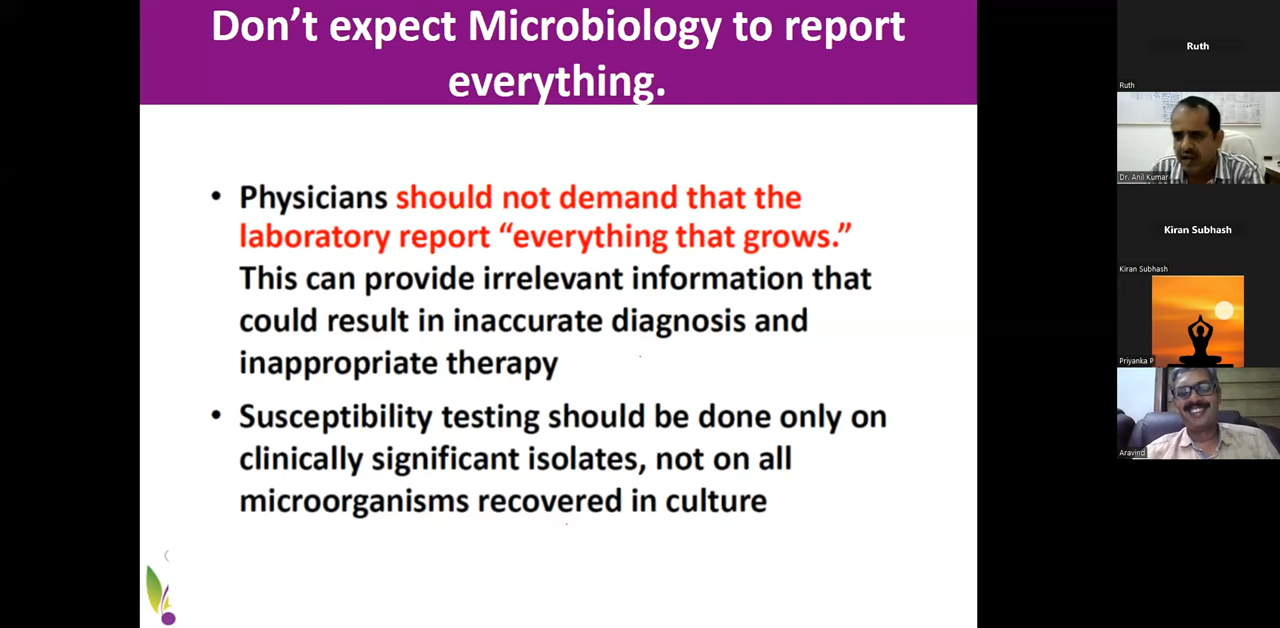 Don’t expect Microbiology to report
everything.
• Physicians should not demand that the
laboratory report “everything that grows.”
This can provide irrelevant information that
could result in inaccurate diagnosis and
inappropriate therapy
• Susceptibility testing should be done only on
clinically significant isolates, not on all
microorganisms recovered in culture
Ruth
Ruth
Dr. Anil Kumar
Kiran Subhash
Kiran Subhash
Priyanka P
Aravind